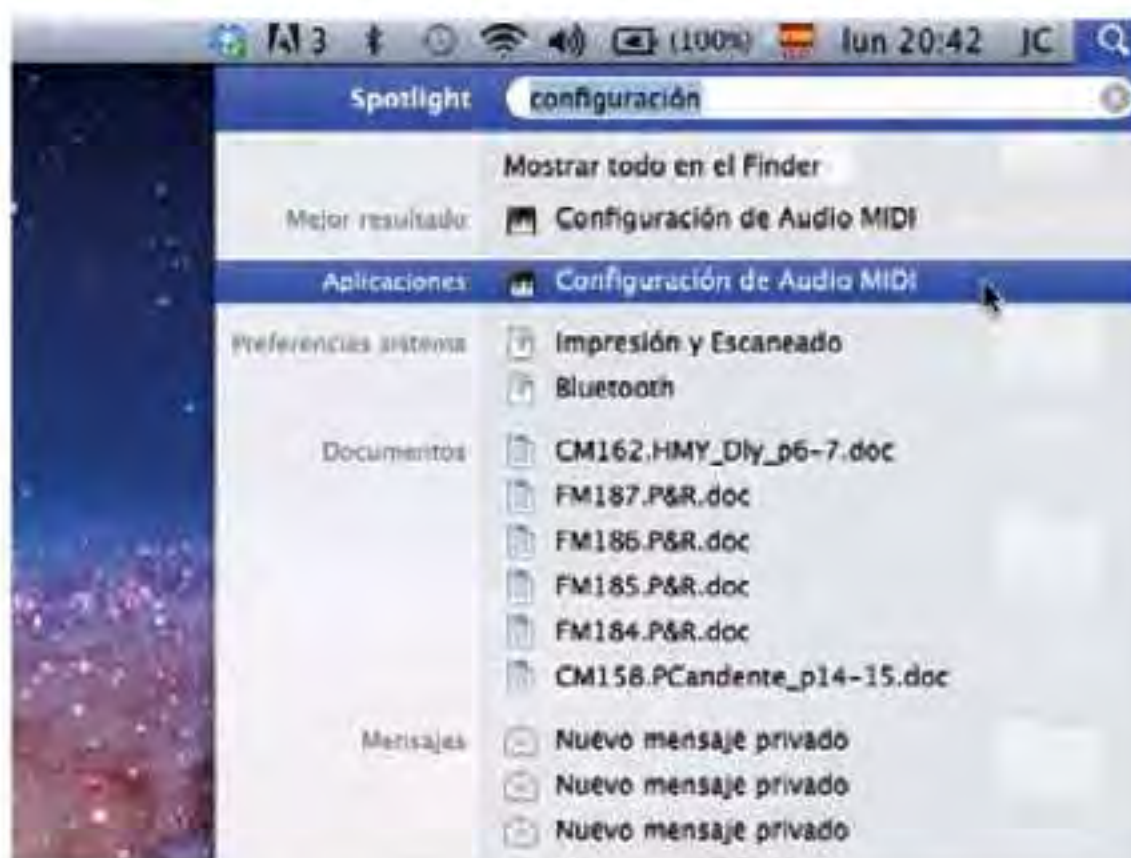 3 (100%) lun 20:42 JC
Spotlight configuración
Mostrar todo en el Finder
Mejor resultado Configuración de Audio MIDI
Aplicaciones Configuración de Audio MIDI
Preferencias sistema Impresión y Escaneado
Bluetooth
Documentos CM162.HMY_Dly_p6-7.doc
FM187.P&R.doc
FM186.P&R.doc
FM185.P&R.doc
FM184.P&R.doc
CM158.PCandente_p14-15.doc
Mensajes Nuevo mensaje privado
Nuevo mensaje privado
Nuevo mensaje privado